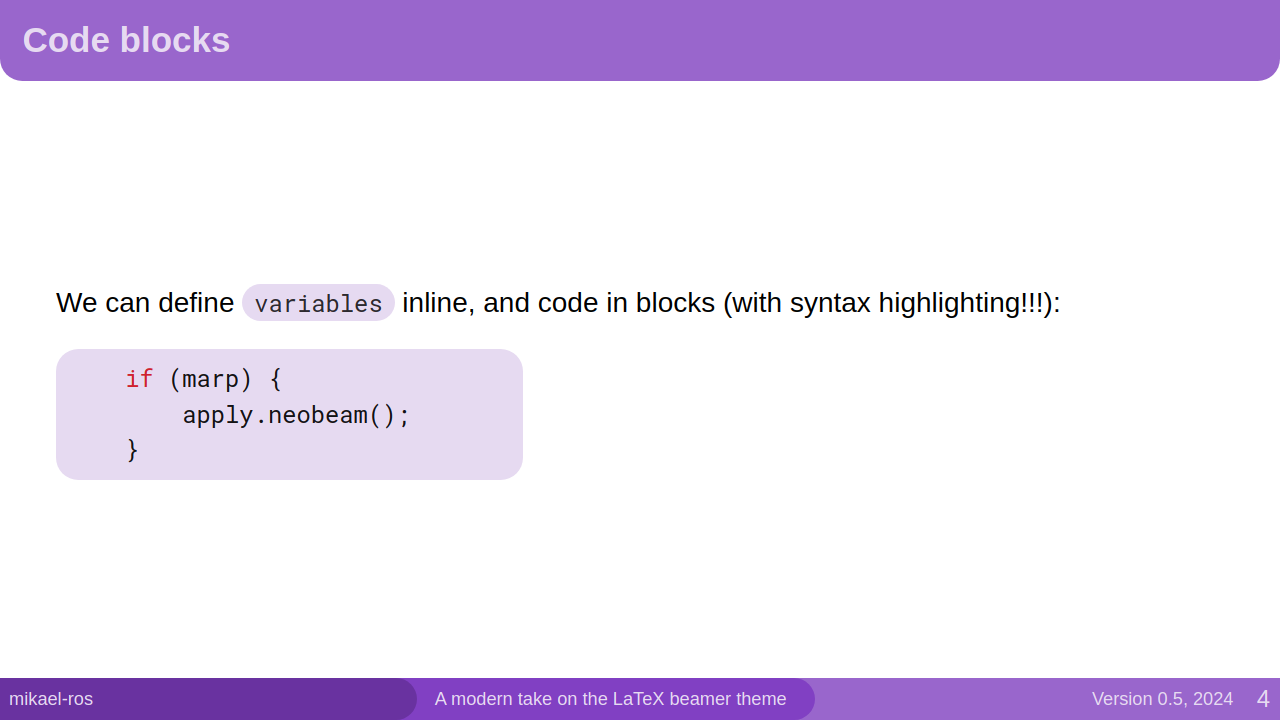 Code blocks
We can define variables inline, and code in blocks (with syntax highlighting!!!):
if (marp) {
    apply.neobeam();
}
mikael-ros
A modern take on the LaTeX beamer theme
Version 0.5, 2024
4